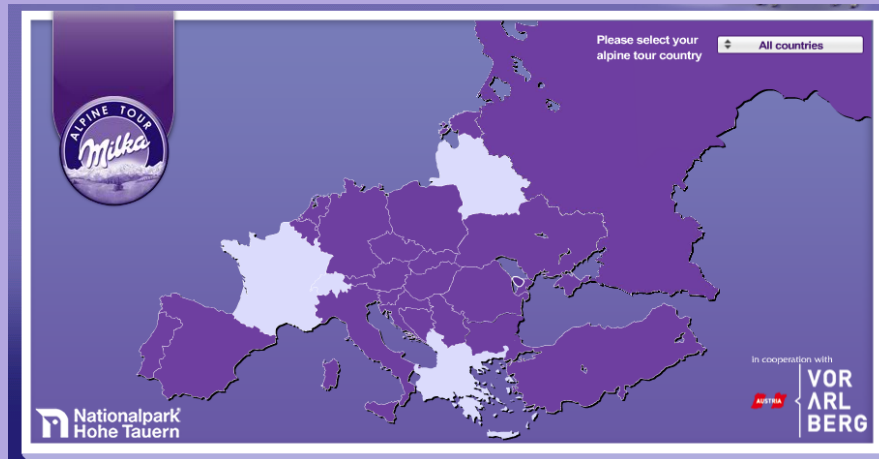 Please select your
alpine tour country
All countries
ALPINE TOUR
Milka
in cooperation with
AUSTRIA
VOR
ARL
BERG
Nationalpark
Hohe Tauern